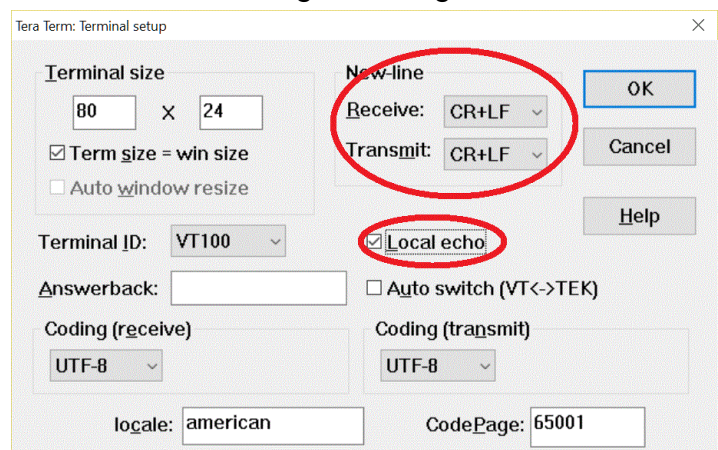 Tera Term: Terminal setup
Terminal size
80 X 24
Term size = win size
Auto window resize
New-line
Receive: CR+LF
Transmit: CR+LF
OK
Cancel
Help
Terminal ID: VT100
Local echo
Answerback:
Auto switch (VT<->TEK)
Coding (receive)
UTF-8
Coding (transmit)
UTF-8
locale: american
CodePage: 65001